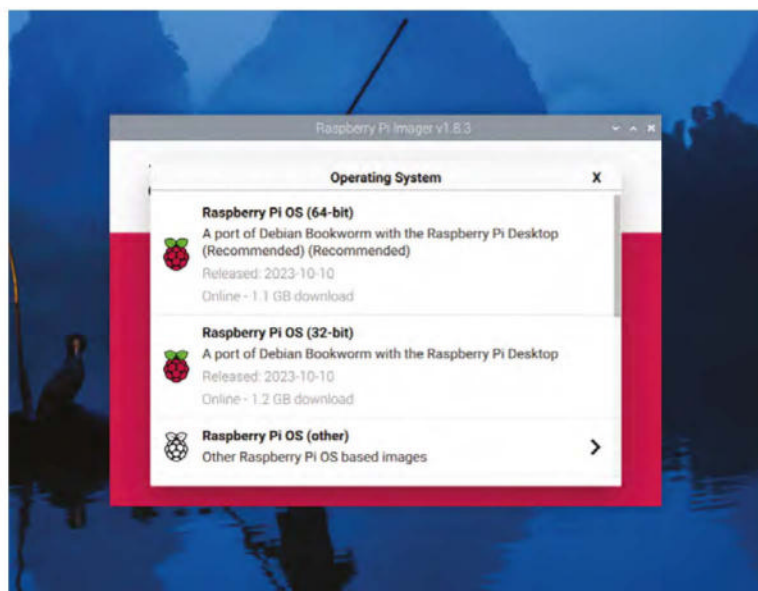 Raspberry Pi Imager v1.8.3
Operating System X
Raspberry Pi OS (64-bit)
A port of Debian Bookworm with the Raspberry Pi Desktop
(Recommended) (Recommended)
Released: 2023-10-10
Online - 1.1 GB download
Raspberry Pi OS (32-bit)
A port of Debian Bookworm with the Raspberry Pi Desktop
Released: 2023-10-10
Online - 1.2 GB download
Raspberry Pi OS (other)
Other Raspberry Pi OS based images